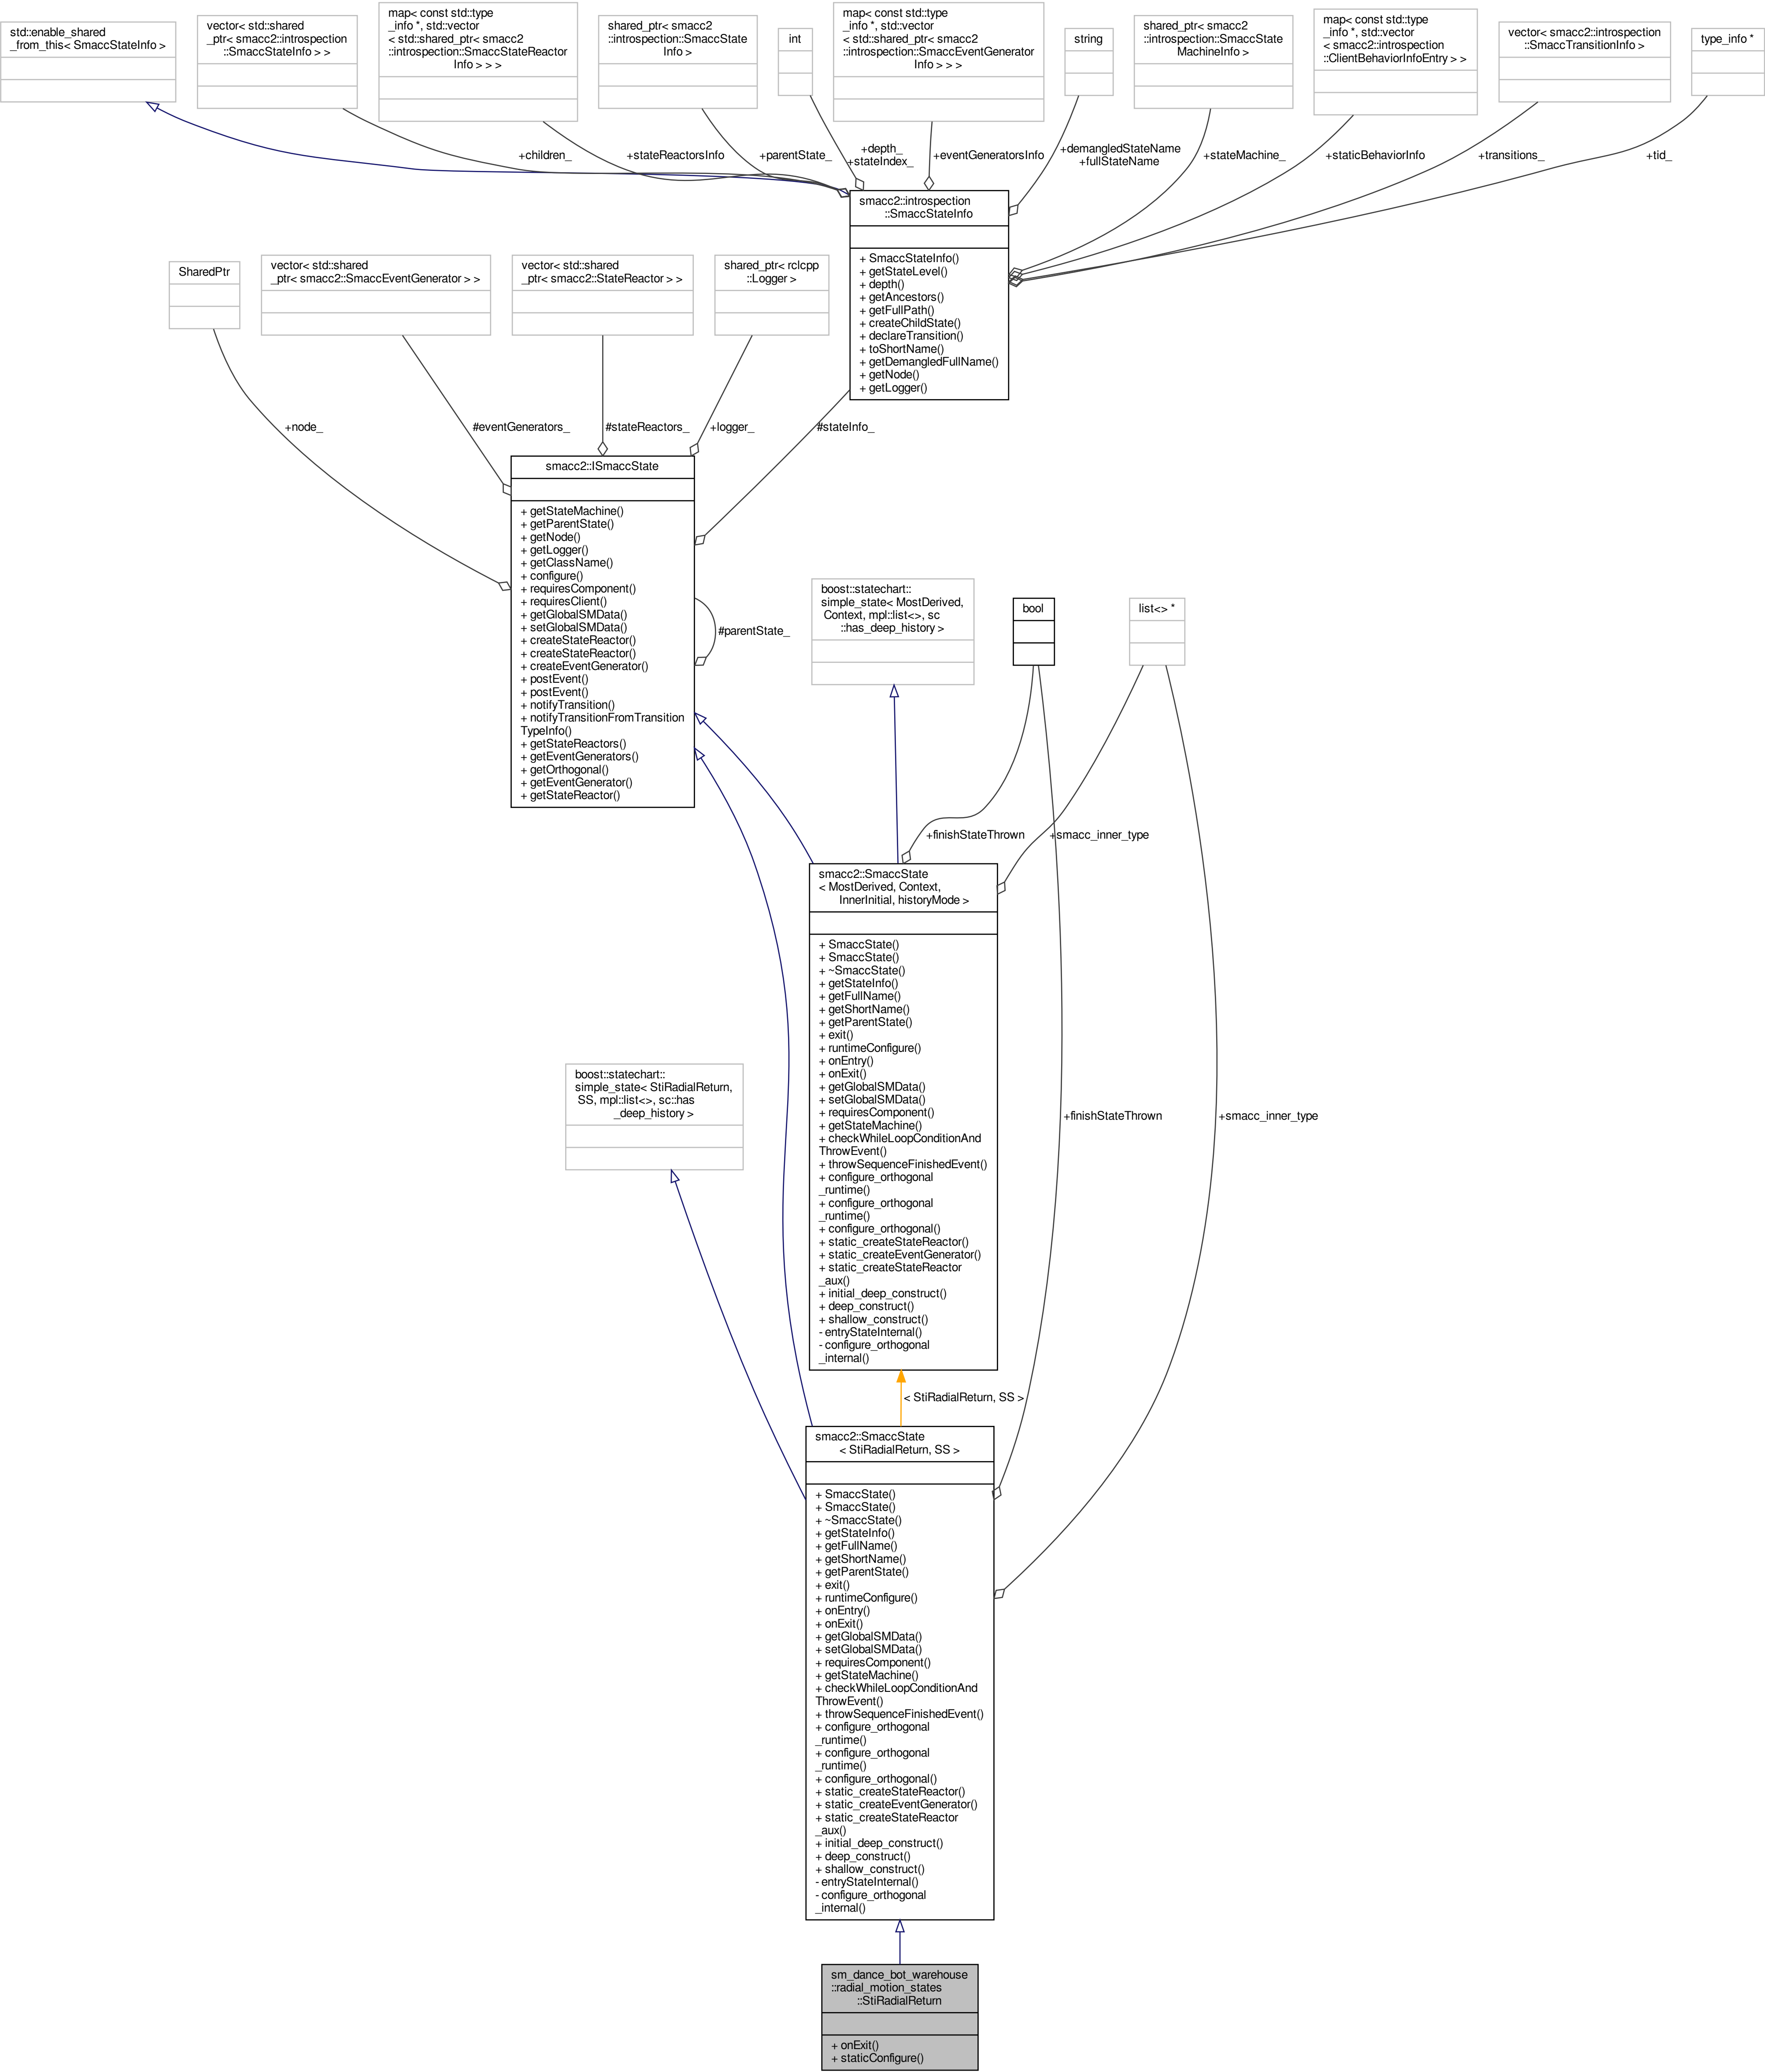 std::enable_shared
_from_this< SmaccStateInfo >
vector< std::shared
_ptr< smacc2::introspection
::SmaccStateInfo > >
map< const std::type
_info *, std::vector
< std::shared_ptr< smacc2
::introspection::SmaccStateReactor
Info > > >
shared_ptr< smacc2
::introspection::SmaccState
Info >
int
map< const std::type
_info *, std::vector
< std::shared_ptr< smacc2
::introspection::SmaccEventGenerator
Info > > >
string
shared_ptr< smacc2
::introspection::SmaccState
MachineInfo >
map< const std::type
_info *, std::vector
< smacc2::introspection
::ClientBehaviorInfoEntry > >
vector< smacc2::introspection
::SmaccTransitionInfo >
type_info *
+children_
+stateReactorsInfo
+parentState_
+depth_
+stateIndex_
+eventGeneratorsInfo
+demangledStateName
+fullStateName
+stateMachine_
+staticBehaviorInfo
+transitions_
+tid_
smacc2::introspection
::SmaccStateInfo
+ SmaccStateInfo()
+ getStateLevel()
+ depth()
+ getAncestors()
+ getFullPath()
+ createChildState()
+ declareTransition()
+ toShortName()
+ getDemangledFullName()
+ getNode()
+ getLogger()
SharedPtr
vector< std::shared
_ptr< smacc2::SmaccEventGenerator > >
vector< std::shared
_ptr< smacc2::StateReactor > >
shared_ptr< rclcpp
::Logger >
+node_
#eventGenerators_
#stateReactors_
+logger_
#stateInfo_
smacc2::ISmaccState
+ getStateMachine()
+ getParentState()
+ getNode()
+ getLogger()
+ getClassName()
+ configure()
+ requiresComponent()
+ requiresClient()
+ getGlobalSMData()
+ setGlobalSMData()
+ createStateReactor()
+ createStateReactor()
+ createEventGenerator()
+ postEvent()
+ postEvent()
+ notifyTransition()
+ notifyTransitionFromTransition
TypeInfo()
+ getStateReactors()
+ getEventGenerators()
+ getOrthogonal()
+ getEventGenerator()
+ getStateReactor()
#parentState_
boost::statechart::
simple_state< MostDerived,
Context, mpl::list<>, sc
::has_deep_history >
bool
list<> *
+finishStateThrown
+smacc_inner_type
smacc2::SmaccState
< MostDerived, Context,
InnerInitial, historyMode >
+ SmaccState()
+ SmaccState()
+ ~SmaccState()
+ getStateInfo()
+ getFullName()
+ getShortName()
+ getParentState()
+ exit()
+ runtimeConfigure()
+ onEntry()
+ onExit()
+ getGlobalSMData()
+ setGlobalSMData()
+ requiresComponent()
+ getStateMachine()
+ checkWhileLoopConditionAnd
ThrowEvent()
+ throwSequenceFinishedEvent()
+ configure_orthogonal
_runtime()
+ configure_orthogonal
_runtime()
+ configure_orthogonal()
+ static_createStateReactor()
+ static_createEventGenerator()
+ static_createStateReactor
_aux()
+ initial_deep_construct()
+ deep_construct()
+ shallow_construct()
- entryStateInternal()
- configure_orthogonal
_internal()
boost::statechart::
simple_state< StiRadialReturn,
SS, mpl::list<>, sc::has
_deep_history >
+finishStateThrown
+smacc_inner_type
< StiRadialReturn, SS >
smacc2::SmaccState
< StiRadialReturn, SS >
+ SmaccState()
+ SmaccState()
+ ~SmaccState()
+ getStateInfo()
+ getFullName()
+ getShortName()
+ getParentState()
+ exit()
+ runtimeConfigure()
+ onEntry()
+ onExit()
+ getGlobalSMData()
+ setGlobalSMData()
+ requiresComponent()
+ getStateMachine()
+ checkWhileLoopConditionAnd
ThrowEvent()
+ throwSequenceFinishedEvent()
+ configure_orthogonal
_runtime()
+ configure_orthogonal
_runtime()
+ configure_orthogonal()
+ static_createStateReactor()
+ static_createEventGenerator()
+ static_createStateReactor
_aux()
+ initial_deep_construct()
+ deep_construct()
+ shallow_construct()
- entryStateInternal()
- configure_orthogonal
_internal()
sm_dance_bot_warehouse
::radial_motion_states
::StiRadialReturn
+ onExit()
+ staticConfigure()